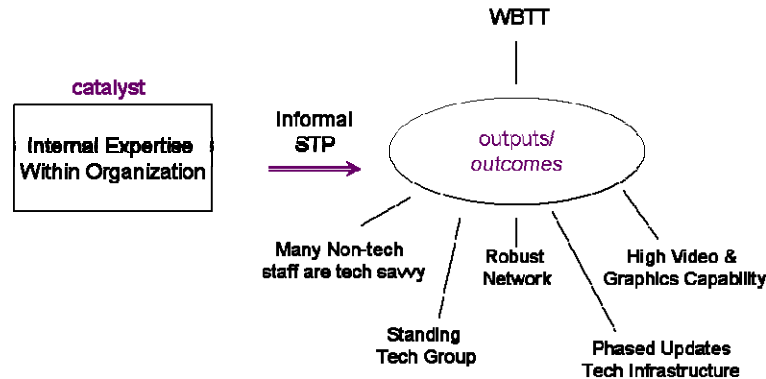 WBTT
catalyst
Internal Expertise
Within Organization
Informal
STP
outputs/
outcomes
Many Non-tech
staff are tech savvy
Robust
Network
High Video &
Graphics Capability
Standing
Tech Group
Phased Updates
Tech Infrastructure